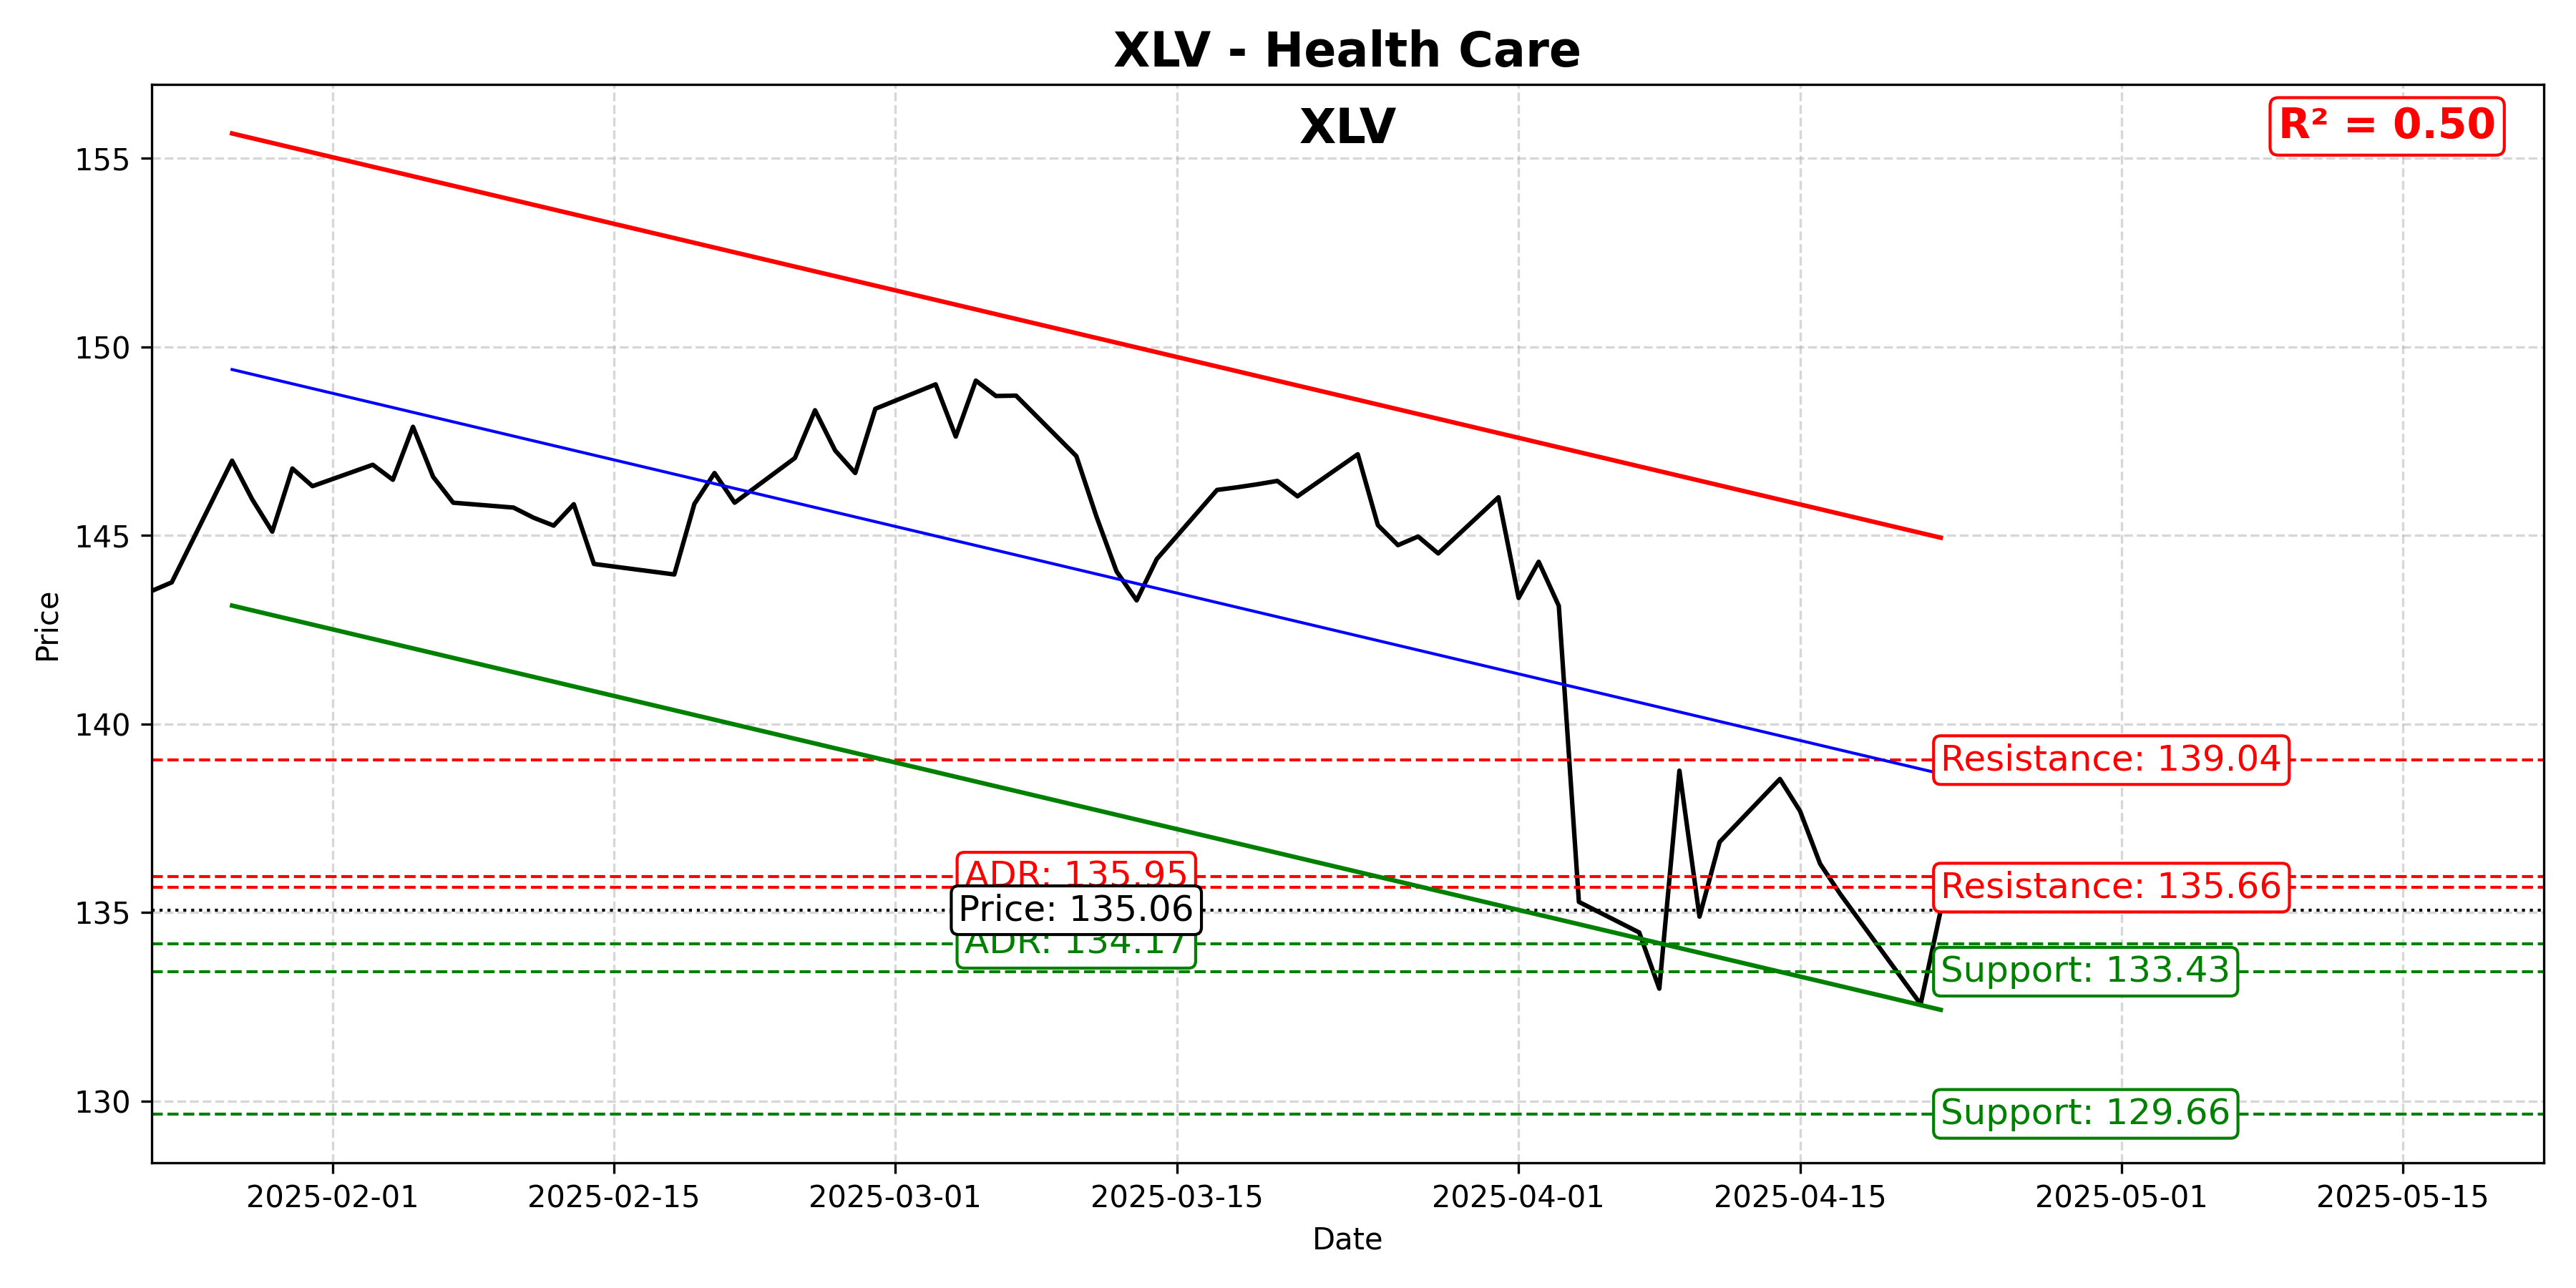 XLV - Health Care
XLV
R² = 0.50
155
150
145
140
135
130
Price
Resistance: 139.04
ADR: 135.95
Resistance: 135.66
Price: 135.06
ADR: 134.17
Support: 133.43
Support: 129.66
2025-02-01
2025-02-15
2025-03-01
2025-03-15
2025-04-01
2025-04-15
2025-05-01
2025-05-15
Date